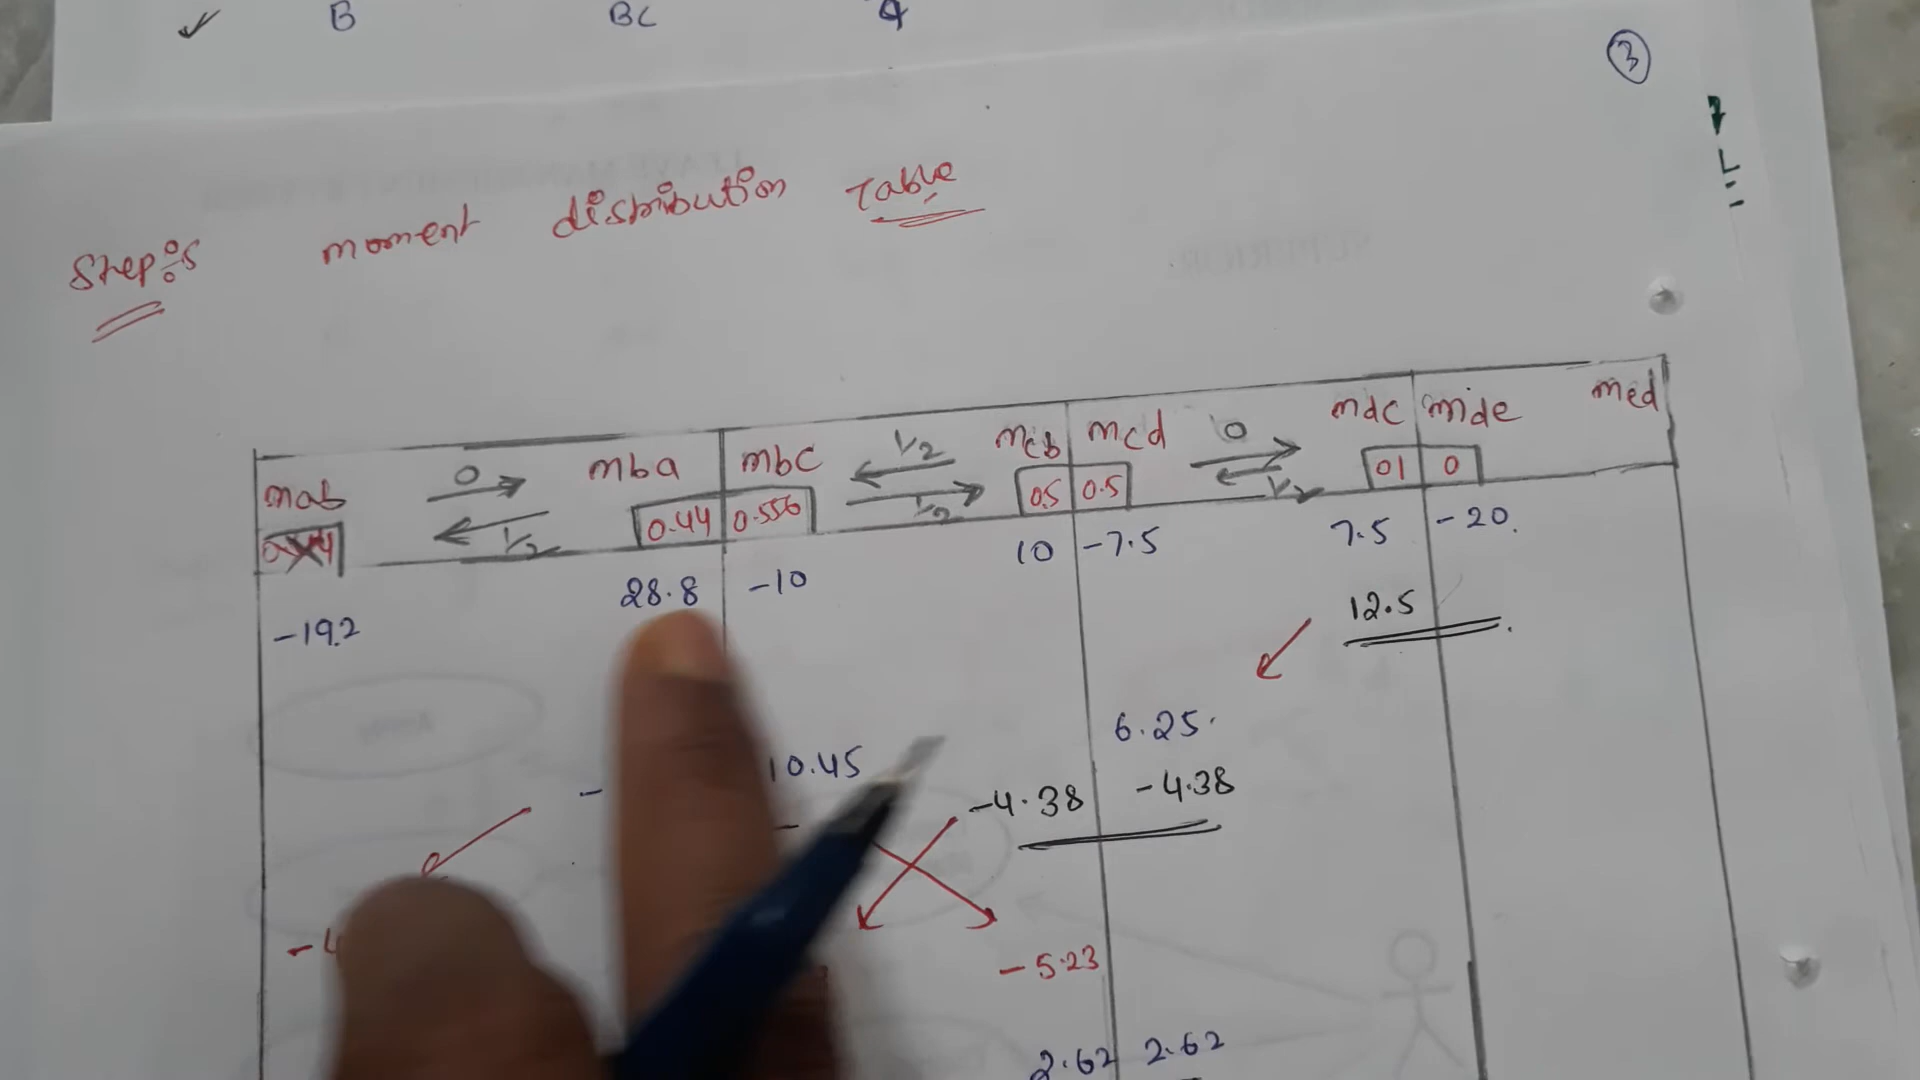 B BC 4
3
Step:5 moment distribution Table
mab 0 mba mbc 1/2 mcb mcd 0 mdc mde med
1/2 0.44 0.556 1/2 0.5 0.5 1/2 01 0
-19.2 28.8 -10 10 -7.5 7.5 -20.
12.5
6.25
10.45 -4.38 -4.38
-5.23
2.62 2.62